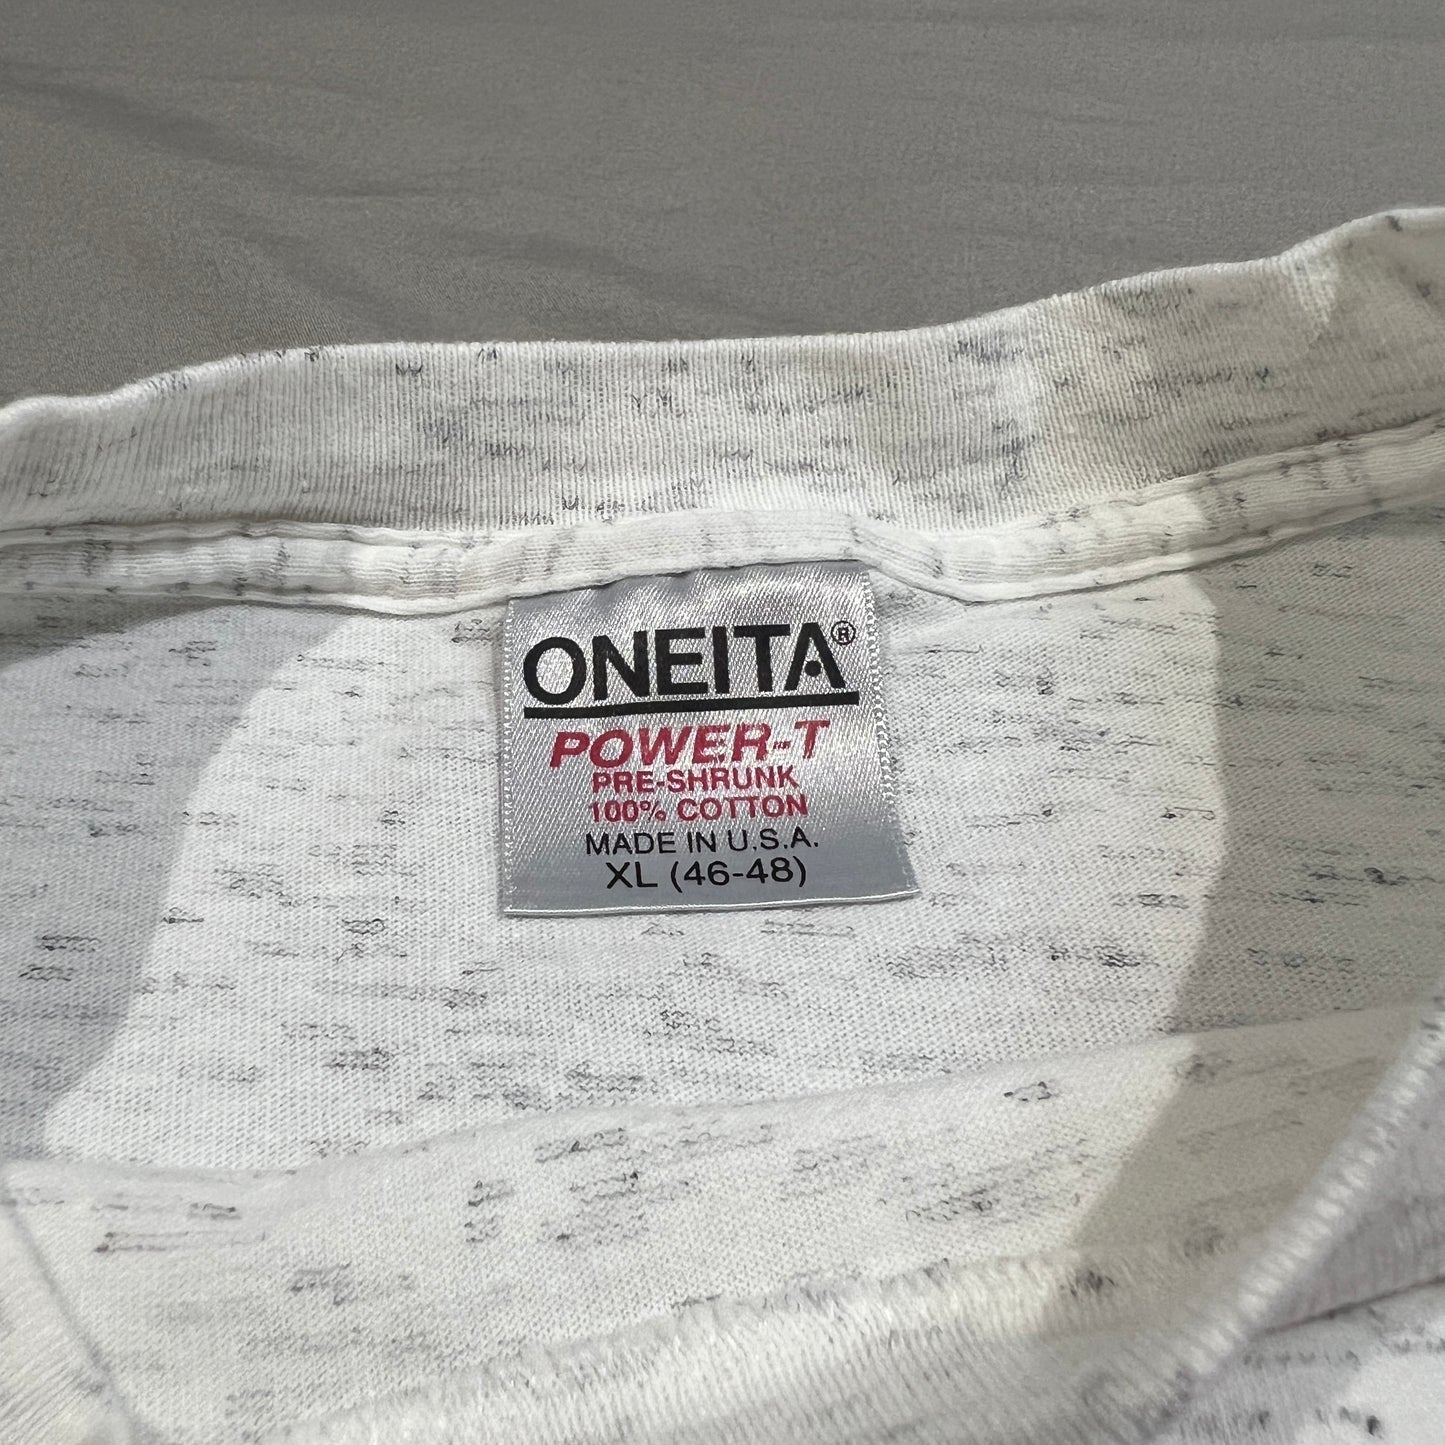 ONEITA®
POWER-T
PRE-SHRUNK
100% COTTON
MADE IN U.S.A.
XL (46-48)